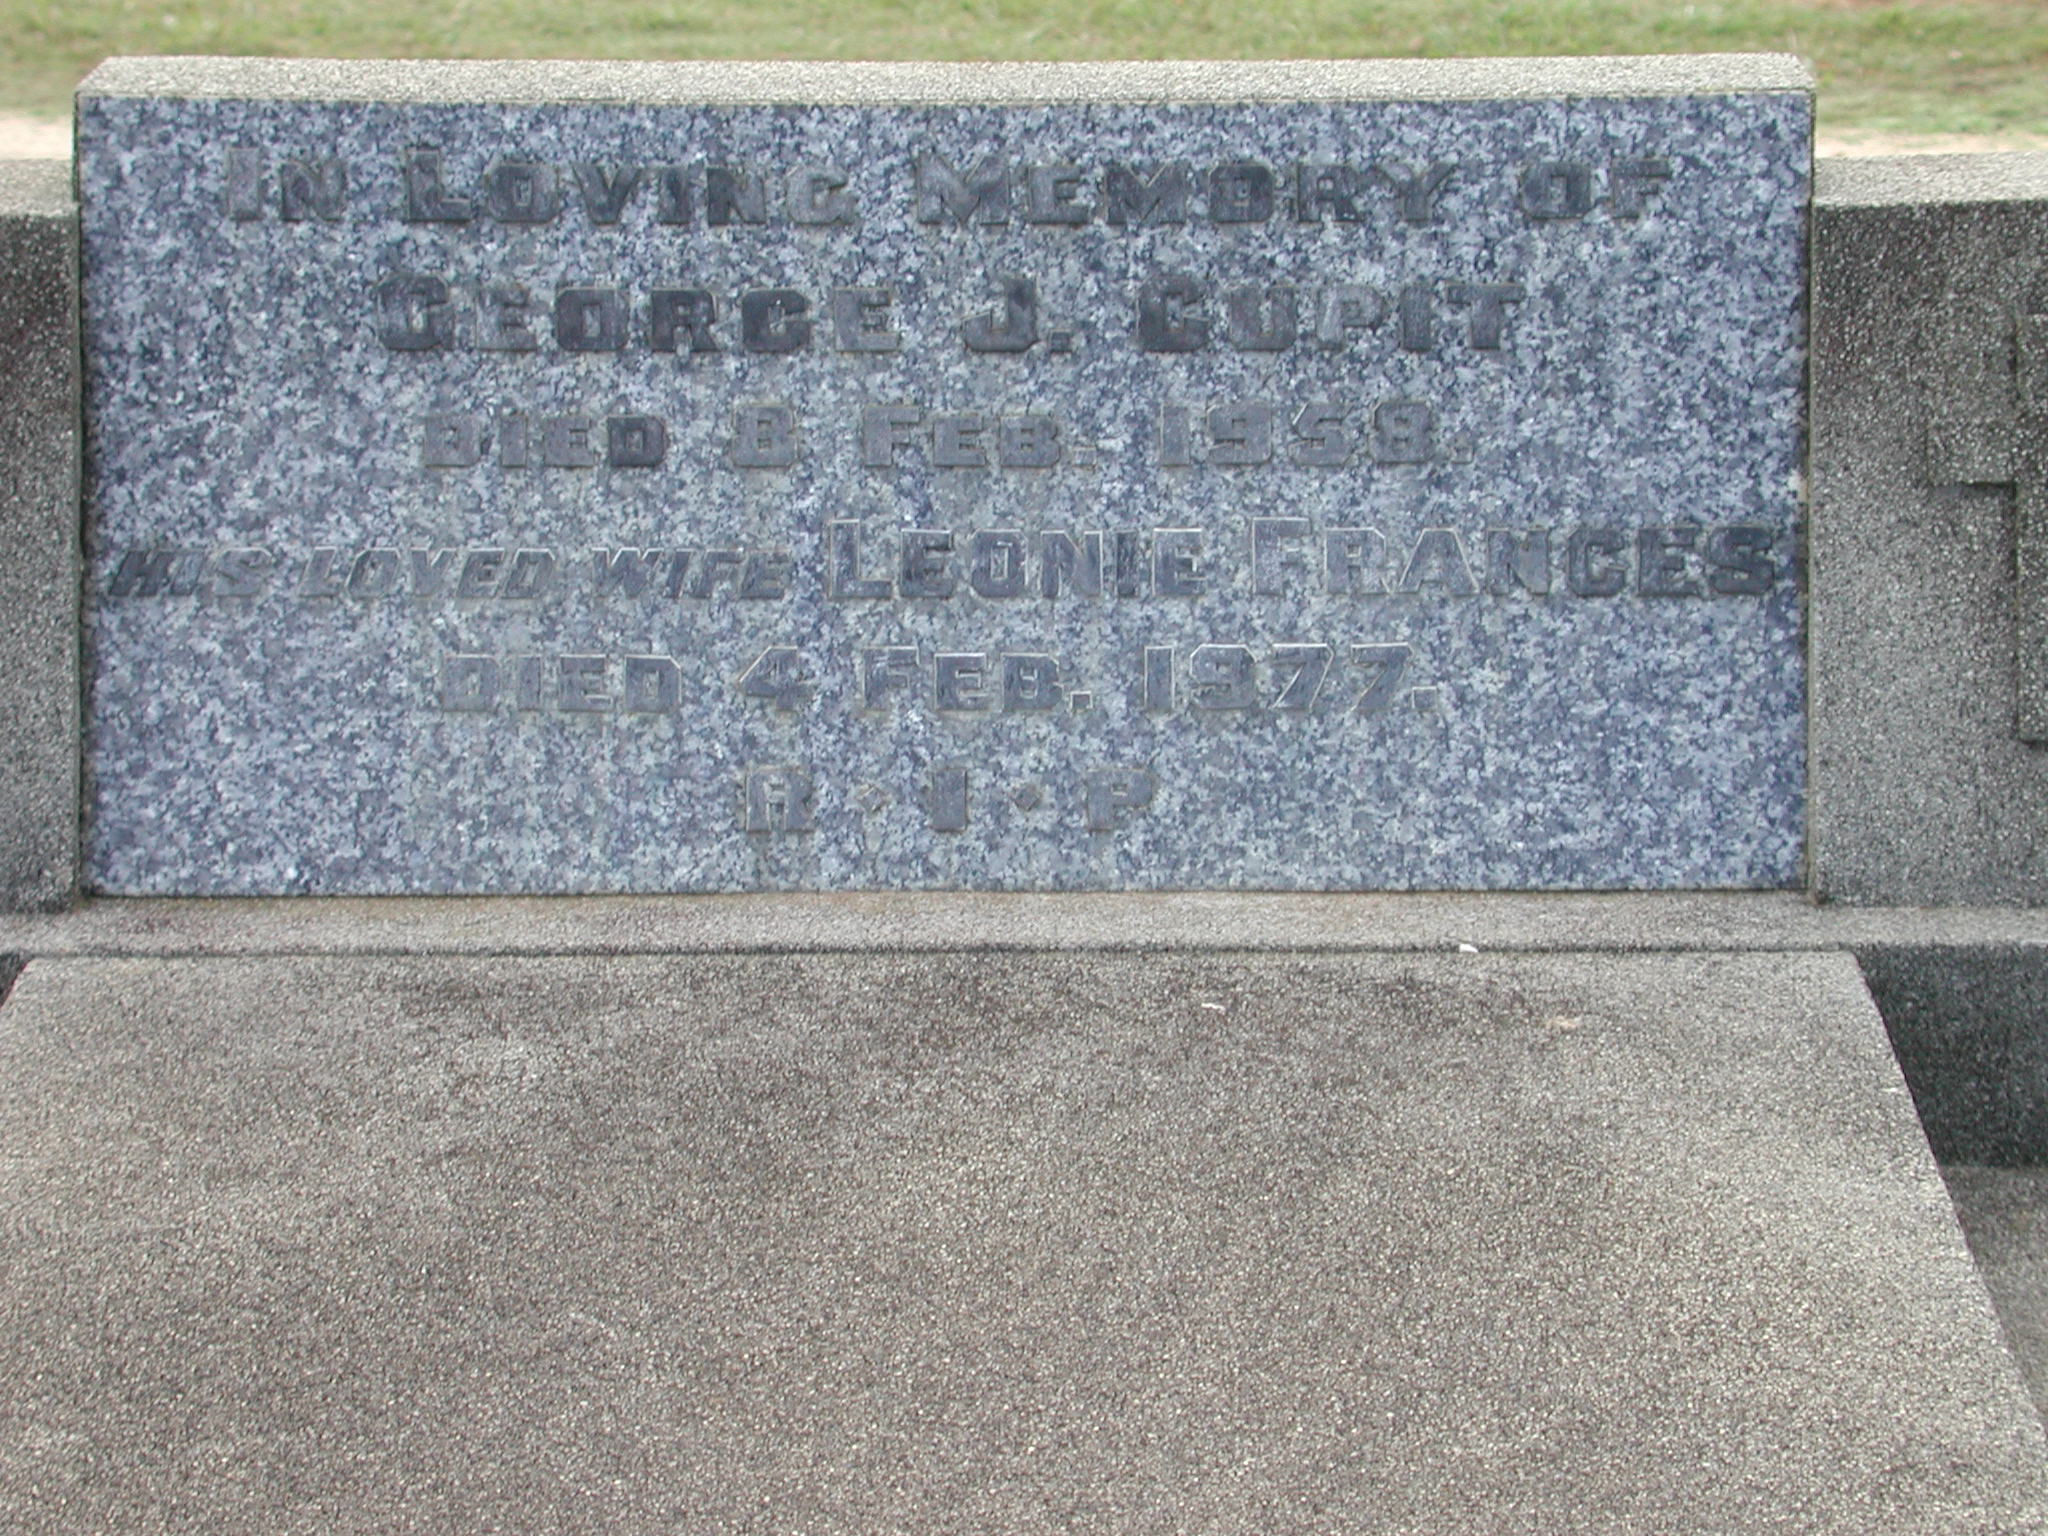 IN LOVING MEMORY OF
GEORGE J. CUPIT
DIED 8 FEB. 1958.
HIS LOVED WIFE LEONIE FRANCES
DIED 4 FEB. 1977.
R · I · P